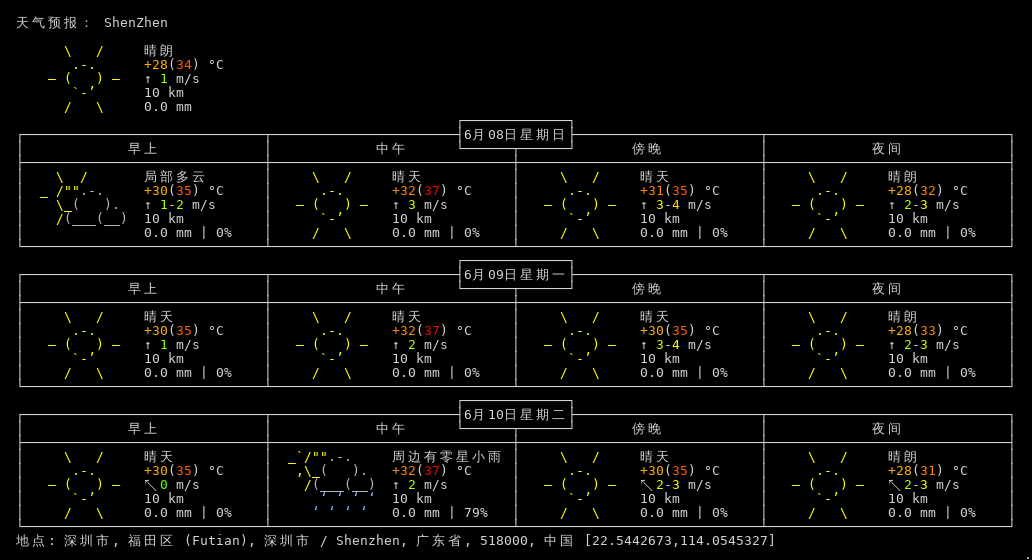 天气预报： ShenZhen
晴朗
+28(34) °C
↑ 1 m/s
10 km
0.0 mm
6月08日星期日
早上 中午 傍晚 夜间
局部多云 晴天 晴天 晴朗
+30(35) °C +32(37) °C +31(35) °C +28(32) °C
↑ 1-2 m/s ↑ 3 m/s ↑ 3-4 m/s ↑ 2-3 m/s
10 km 10 km 10 km 10 km
0.0 mm | 0% 0.0 mm | 0% 0.0 mm | 0% 0.0 mm | 0%
6月09日星期一
早上 中午 傍晚 夜间
晴天 晴天 晴天 晴朗
+30(35) °C +32(37) °C +30(35) °C +28(33) °C
↑ 1 m/s ↑ 2 m/s ↑ 3-4 m/s ↑ 2-3 m/s
10 km 10 km 10 km 10 km
0.0 mm | 0% 0.0 mm | 0% 0.0 mm | 0% 0.0 mm | 0%
6月10日星期二
早上 中午 傍晚 夜间
晴天 周边有零星小雨 晴天 晴朗
+30(35) °C +32(37) °C +30(35) °C +28(31) °C
↖ 0 m/s ↑ 2 m/s ↖ 2-3 m/s ↖ 2-3 m/s
10 km 10 km 10 km 10 km
0.0 mm | 0% 0.0 mm | 79% 0.0 mm | 0% 0.0 mm | 0%
地点: 深圳市, 福田区 (Futian), 深圳市 / Shenzhen, 广东省, 518000, 中国 [22.5442673,114.0545327]